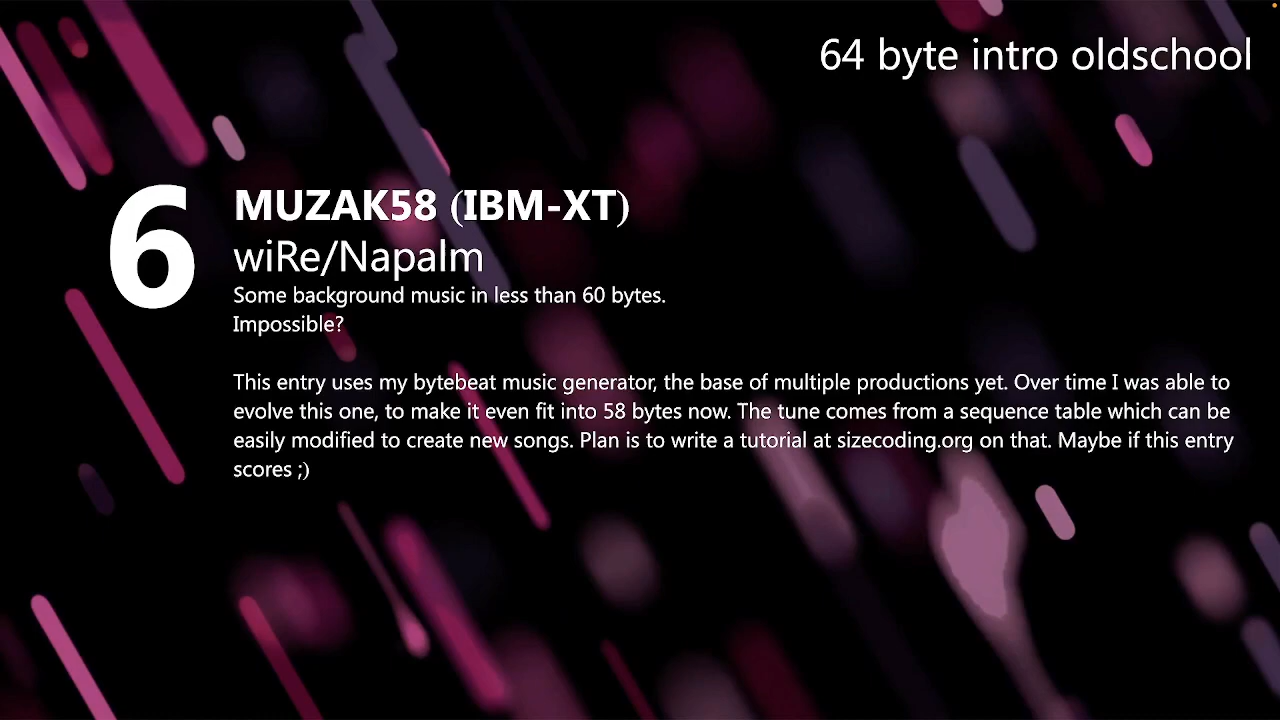 64 byte intro oldschool
6
MUZAK58 (IBM-XT)
wiRe/Napalm
Some background music in less than 60 bytes.
Impossible?
This entry uses my bytebeat music generator, the base of multiple productions yet. Over time I was able to
evolve this one, to make it even fit into 58 bytes now. The tune comes from a sequence table which can be
easily modified to create new songs. Plan is to write a tutorial at sizecoding.org on that. Maybe if this entry
scores ;)